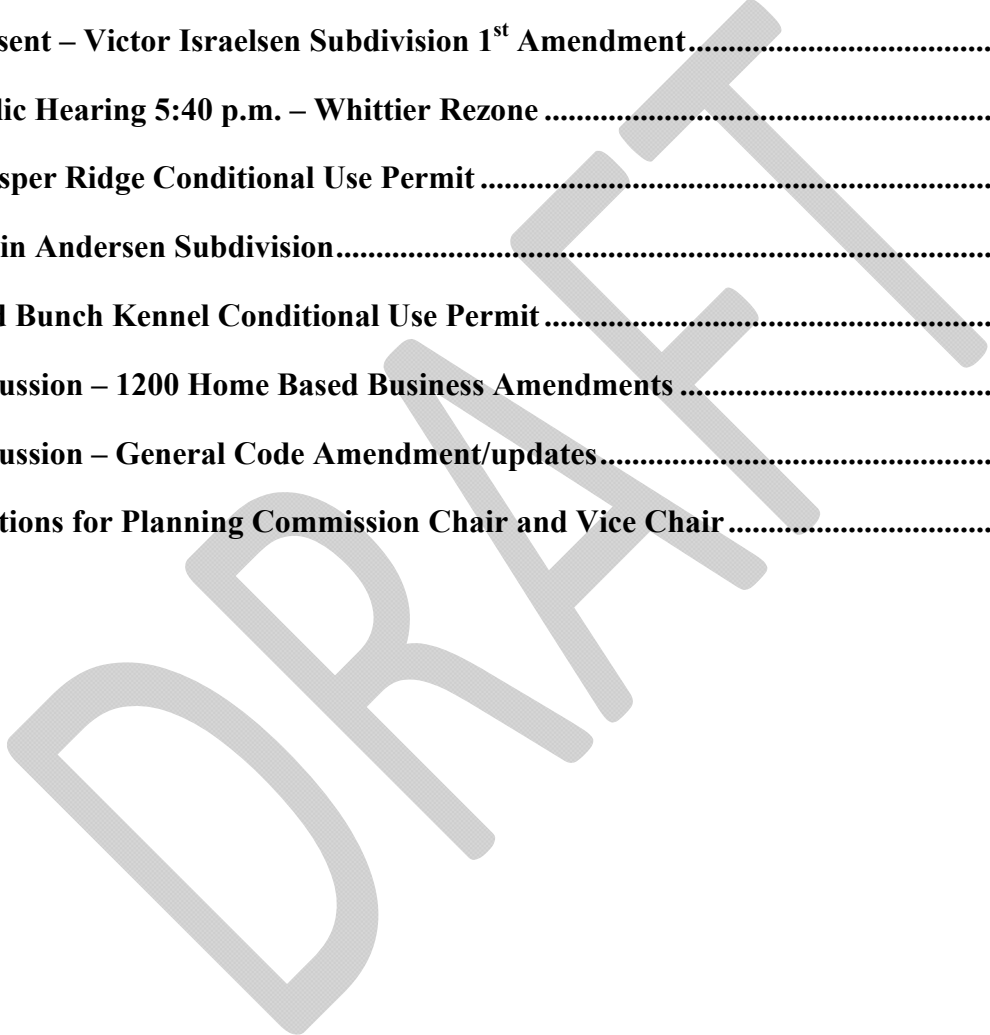 sent – Victor Israelsen Subdivision 1st Amendment..........................................
lic Hearing 5:40 p.m. – Whittier Rezone..........................................................
sper Ridge Conditional Use Permit.................................................................
in Andersen Subdivision...............................................................................
d Bunch Kennel Conditional Use Permit..........................................................
ussion – 1200 Home Based Business Amendments..........................................
ussion – General Code Amendment/updates....................................................
tions for Planning Commission Chair and Vice Chair.....................................
DRAFT